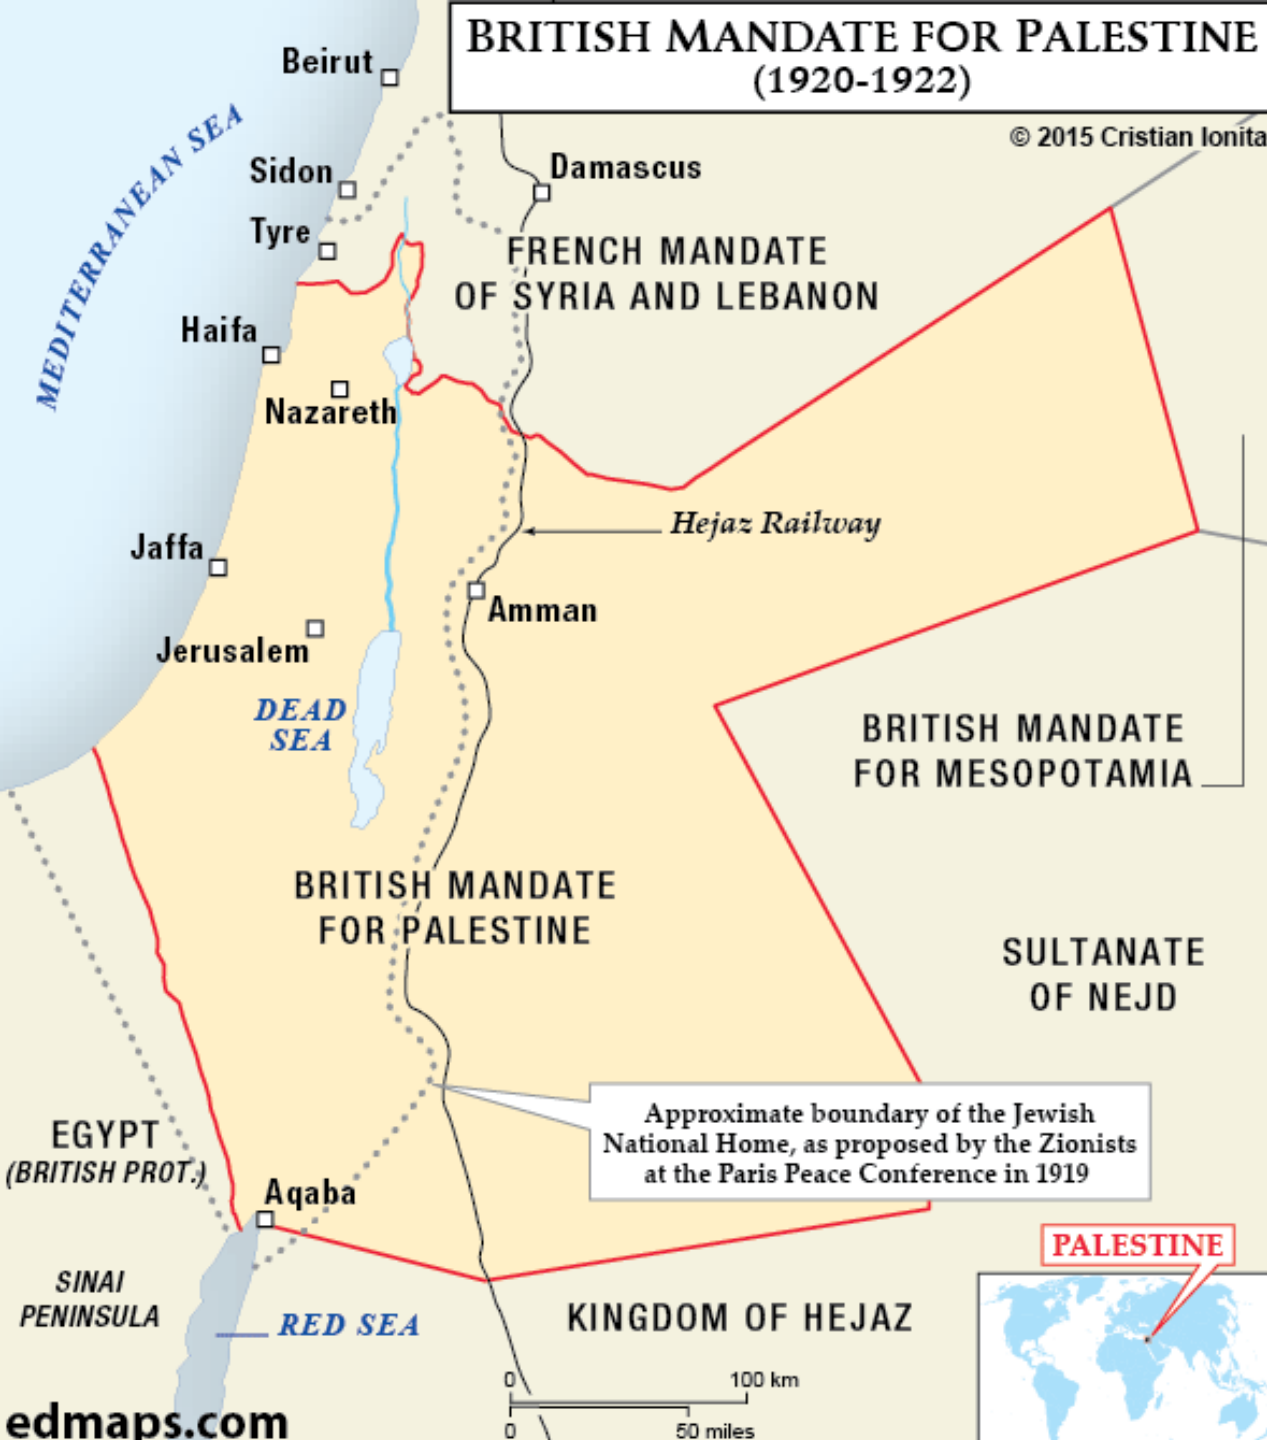 BRITISH MANDATE FOR PALESTINE
(1920-1922)
© 2015 Cristian Ionita
Beirut
MEDITERRANEAN SEA
Sidon
Damascus
Tyre
FRENCH MANDATE
OF SYRIA AND LEBANON
Haifa
Nazareth
Hejaz Railway
Jaffa
Amman
Jerusalem
DEAD
SEA
BRITISH MANDATE
FOR MESOPOTAMIA
BRITISH MANDATE
FOR PALESTINE
SULTANATE
OF NEJD
Approximate boundary of the Jewish
National Home, as proposed by the Zionists
at the Paris Peace Conference in 1919
EGYPT
(BRITISH PROT.)
Aqaba
PALESTINE
SINAI
PENINSULA
RED SEA
KINGDOM OF HEJAZ
0 100 km
0 50 miles
edmaps.com